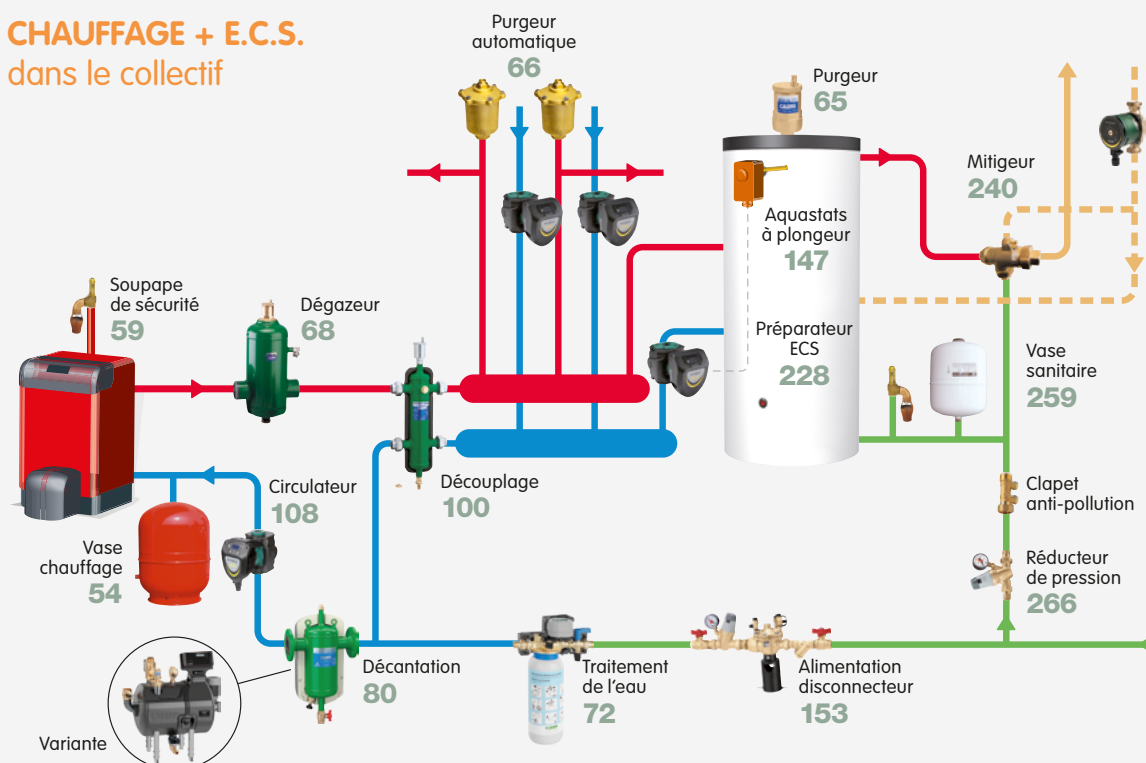 CHAUFFAGE + E.C.S.
dans le collectif
Purgeur
automatique
66
Purgeur
65
Mitigeur
240
Aquastats
à plongeur
147
Soupape
de sécurité
59
Dégazeur
68
Préparateur
ECS
228
Vase
sanitaire
259
Circulateur
108
Découplage
100
Clapet
anti-pollution
Vase
chauffage
54
Réducteur
de pression
266
Décantation
80
Traitement
de l'eau
72
Alimentation
disconnecteur
153
Variante